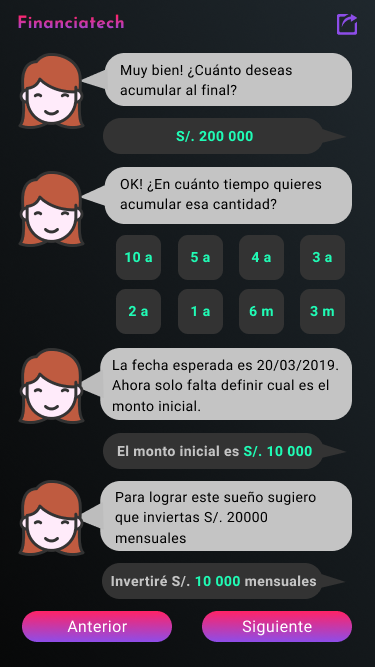 Financiatech
Muy bien! ¿Cuánto deseas
acumular al final?
S/. 200 000
OK! ¿En cuánto tiempo quieres
acumular esa cantidad?
10 a 5 a 4 a 3 a
2 a 1 a 6 m 3 m
La fecha esperada es 20/03/2019.
Ahora solo falta definir cual es el
monto inicial.
El monto inicial es S/. 10 000
Para lograr este sueño sugiero
que inviertas S/. 20000
mensuales
Invertiré S/. 10 000 mensuales
Anterior Siguiente